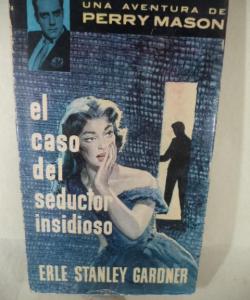 UNA AVENTURA DE
PERRY MASON
el
caso
del
seductor
insidioso
ERLE STANLEY GARDNER